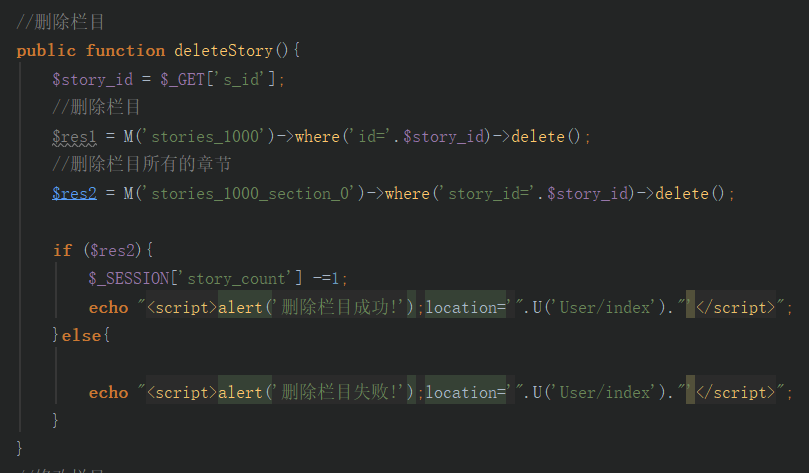 //删除栏目
public function deleteStory(){
$story_id = $_GET['s_id'];
//删除栏目
$res1 = M('stories_1000')->where('id='.$story_id)->delete();
//删除栏目所有的章节
$res2 = M('stories_1000_section_0')->where('story_id='.$story_id)->delete();
if ($res2){
$_SESSION['story_count'] -=1;
echo "<script>alert('删除栏目成功!');location='".U('User/index')."'</script>";
}else{
echo "<script>alert('删除栏目失败!');location='".U('User/index')."'</script>";
}
}